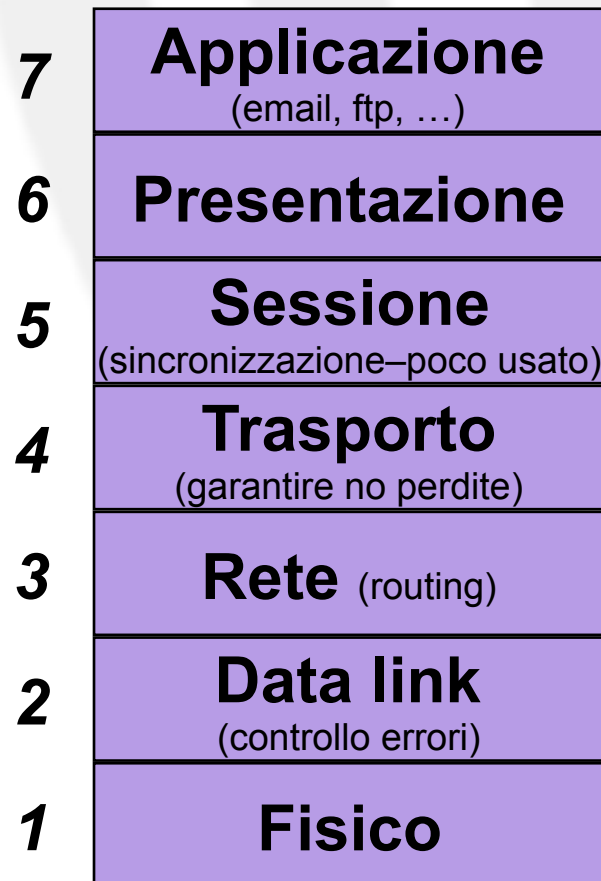 7 Applicazione
(email, ftp, …)
6 Presentazione
5 Sessione
(sincronizzazione–poco usato)
4 Trasporto
(garantire no perdite)
3 Rete (routing)
2 Data link
(controllo errori)
1 Fisico